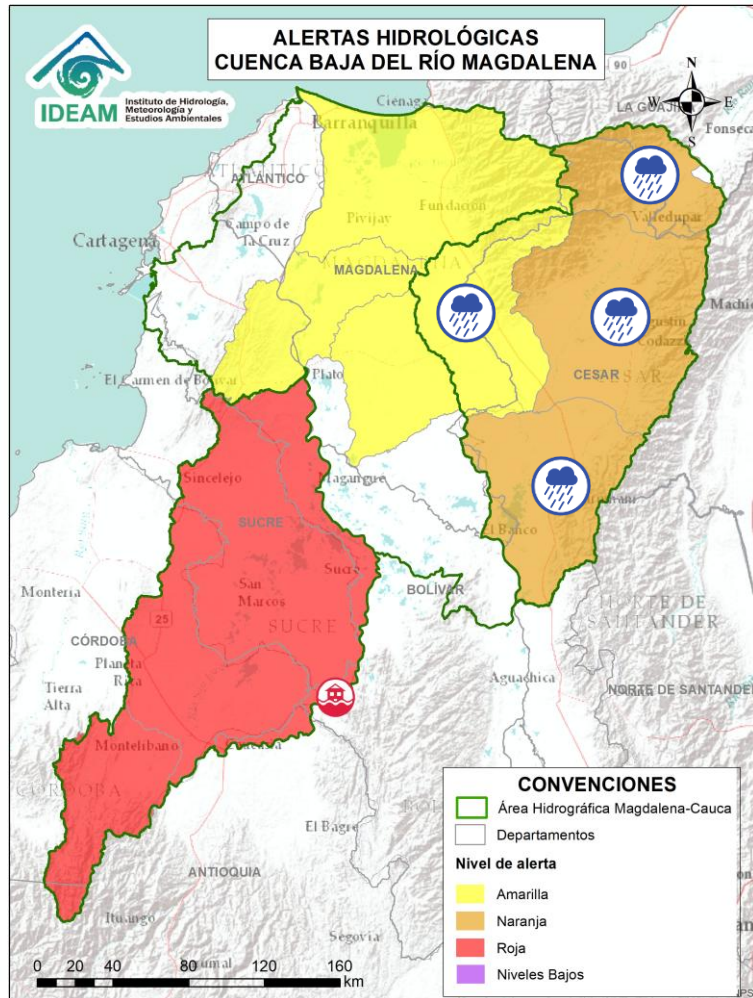 ALERTAS HIDROLÓGICAS
CUENCA BAJA DEL RÍO MAGDALENA
IDEAM
Instituto de Hidrología,
Meteorología y
Estudios Ambientales
90
N
W
E
S
LA GUAJI
Fonseca
Ciénaga
Barranquilla
ATLÁNTICO
Cartagena
Campo de
La Cruz
Pivijay
Fundación
Valledupar
MAGDALENA
Codazzi
CESAR
El Carmen de Bolívar
Plato
Sincelejo
Magangué
SUCRE
El Banco
Montería
San
Marcos
Sucre
SUCRE
BOLÍVAR
25
CÓRDOBA
Planeta
Rica
NORTE DE
SANTANDER
Tierra
Alta
Aguachica
NORTE DE SANTANDER
Montelíbano
CÓRDOBA
El Bagre
ANTIOQUIA
Ituango
Segovia
CONVENCIONES
Área Hidrográfica Magdalena-Cauca
Departamentos
Nivel de alerta
Amarilla
Naranja
Roja
Niveles Bajos
0 20 40 80 120 160
km